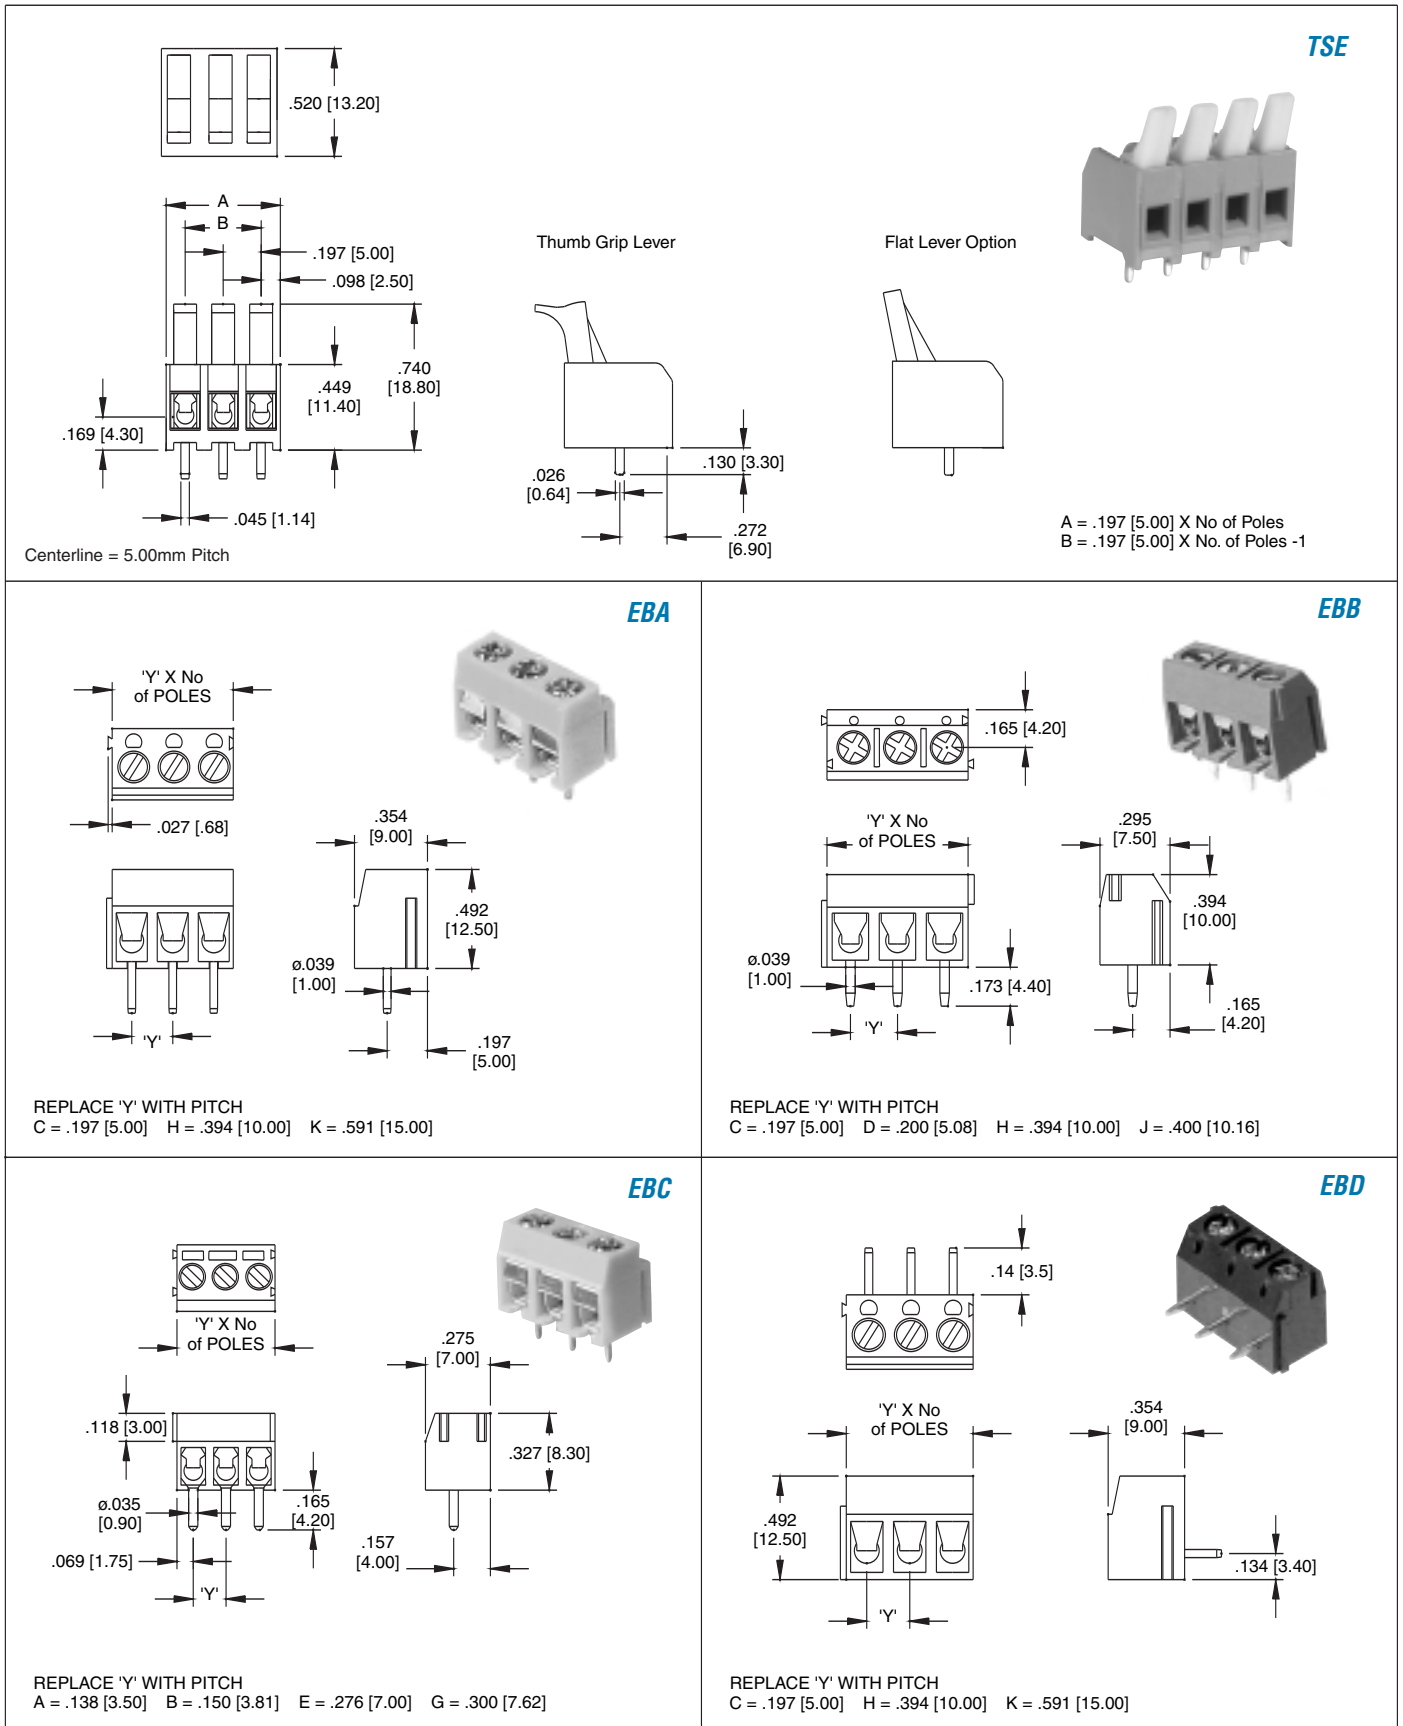 TSE
.520 [13.20]
A
B
.197 [5.00]
.098 [2.50]
.740
[18.80]
.449
[11.40]
.169 [4.30]
.045 [1.14]
Centerline = 5.00mm Pitch
Thumb Grip Lever
Flat Lever Option
.130 [3.30]
.026
[0.64]
.272
[6.90]
A = .197 [5.00] X No of Poles
B = .197 [5.00] X No. of Poles -1
EBA
'Y' X No
of POLES
.027 [.68]
.354
[9.00]
.492
[12.50]
ø.039
[1.00]
'Y'
.197
[5.00]
REPLACE 'Y' WITH PITCH
C = .197 [5.00] H = .394 [10.00] K = .591 [15.00]
EBB
.165 [4.20]
'Y' X No
of POLES
.295
[7.50]
.394
[10.00]
ø.039
[1.00]
.173 [4.40]
'Y'
.165
[4.20]
REPLACE 'Y' WITH PITCH
C = .197 [5.00] D = .200 [5.08] H = .394 [10.00] J = .400 [10.16]
EBC
'Y' X No
of POLES
.275
[7.00]
.118 [3.00]
.327 [8.30]
ø.035
[0.90]
.165
[4.20]
.069 [1.75]
.157
[4.00]
'Y'
REPLACE 'Y' WITH PITCH
A = .138 [3.50] B = .150 [3.81] E = .276 [7.00] G = .300 [7.62]
EBD
.14 [3.5]
'Y' X No
of POLES
.354
[9.00]
.492
[12.50]
.134 [3.40]
'Y'
REPLACE 'Y' WITH PITCH
C = .197 [5.00] H = .394 [10.00] K = .591 [15.00]